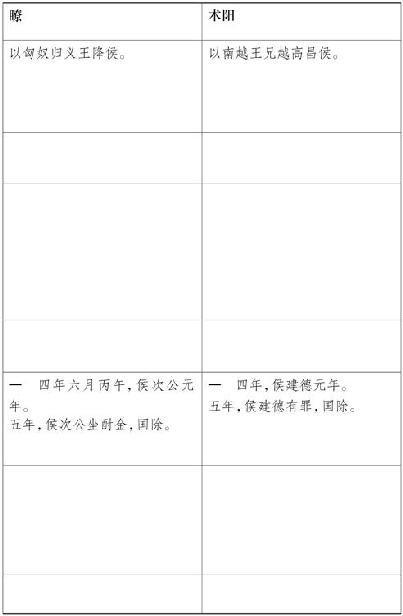 瞭
术阳
以匈奴归义王降侯。
以南越王兄越高昌侯。
一 四年六月丙午,侯次公元
年。
五年,侯次公坐酎金,国除。
一 四年,侯建德元年。
五年,侯建德有罪,国除。